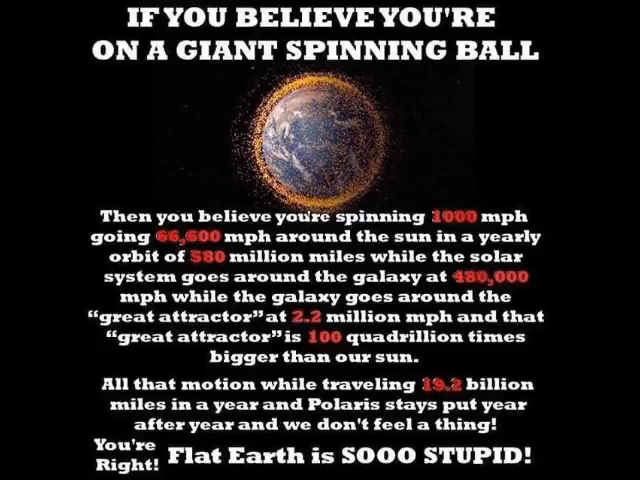 IF YOU BELIEVE YOU'RE
ON A GIANT SPINNING BALL
Then you believe you're spinning 1000 mph
going 66,600 mph around the sun in a yearly
orbit of 580 million miles while the solar
system goes around the galaxy at 480,000
mph while the galaxy goes around the
“great attractor” at 2.2 million mph and that
“great attractor” is 100 quadrillion times
bigger than our sun.
All that motion while traveling 19.2 billion
miles in a year and Polaris stays put year
after year and we don't feel a thing!
You're
Right! Flat Earth is SOOO STUPID!